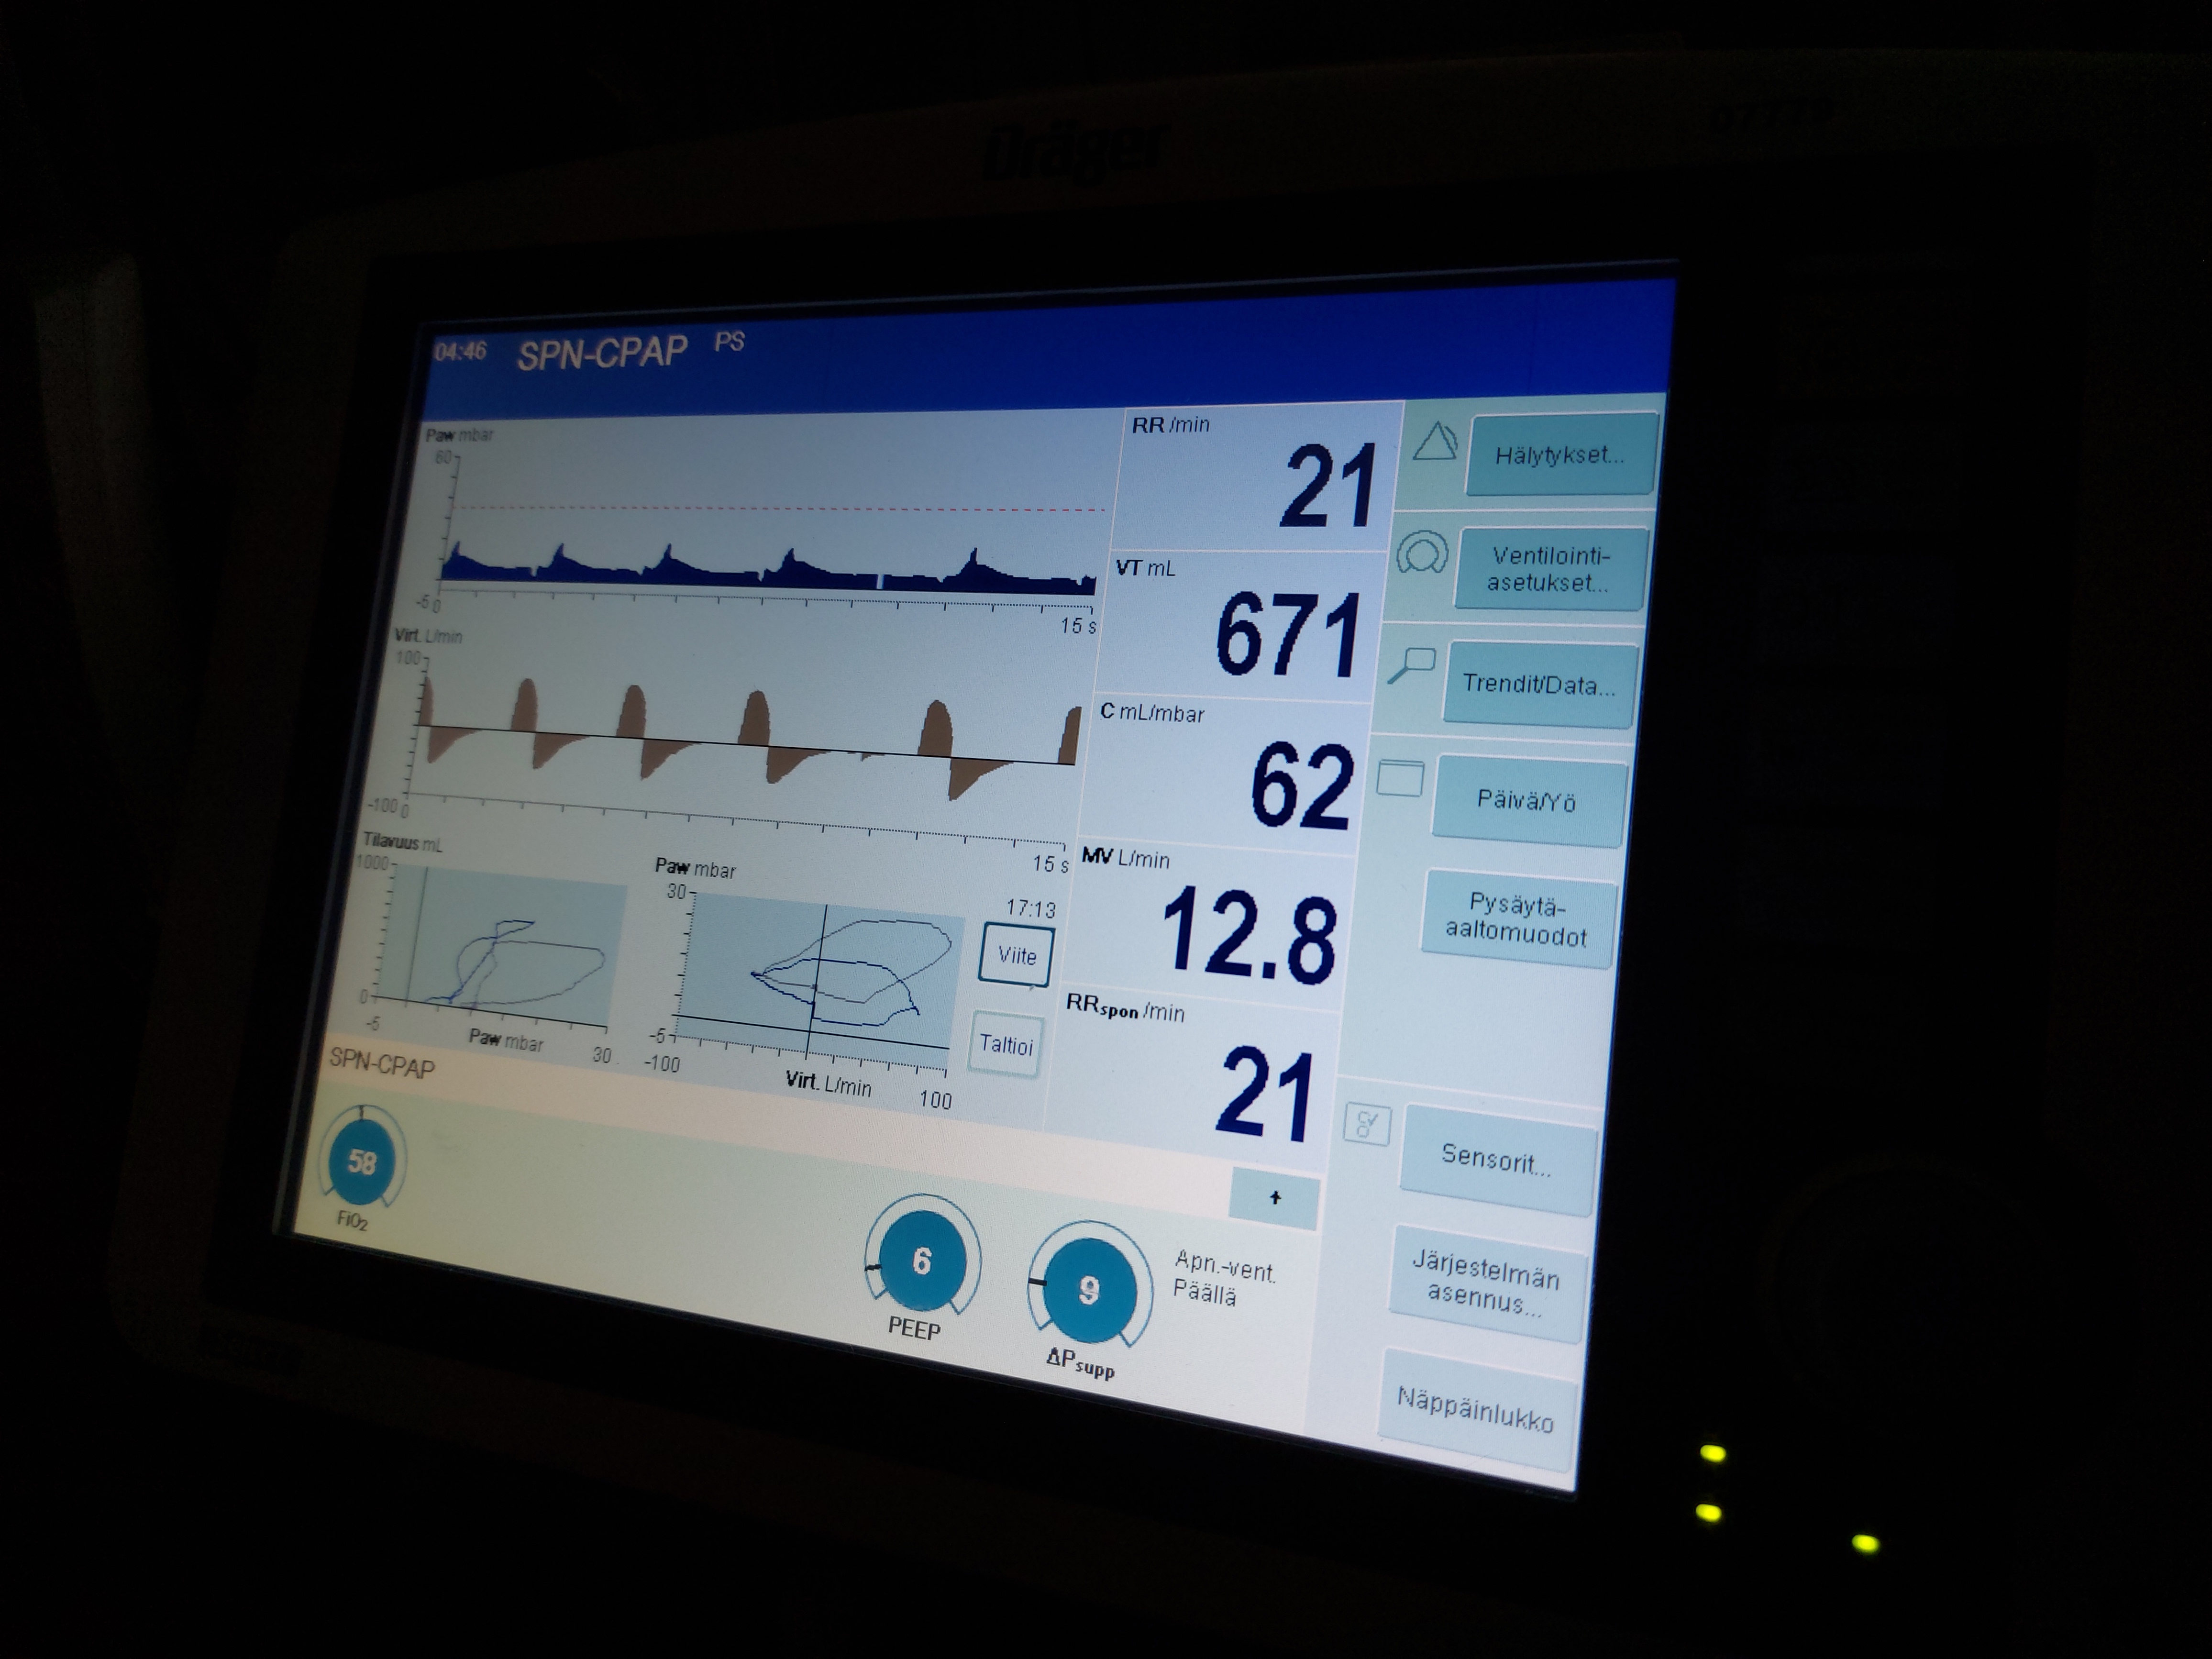 Dräger
04:46 SPN-CPAP PS
Paw mbar
60
-5
0
15 s
Virt. L/min
100
-100
0
15 s
Tilavuus mL
1000
0
-5
Paw mbar
30
Paw mbar
30
-5
-100
Virt. L/min
100
17:13
Viite
Taltioi
RR /min
21
VT mL
671
C mL/mbar
62
MV L/min
12.8
RRspon /min
21
Hälytykset...
Ventilointi-
asetukset...
Trendit/Data...
Päivä/Yö
Pysäytä-
aaltomuodot
Sensorit...
Järjestelmän
asennus...
Näppäinlukko
SPN-CPAP
58
FiO2
6
PEEP
9
ΔPsupp
Apn.-vent.
Päällä